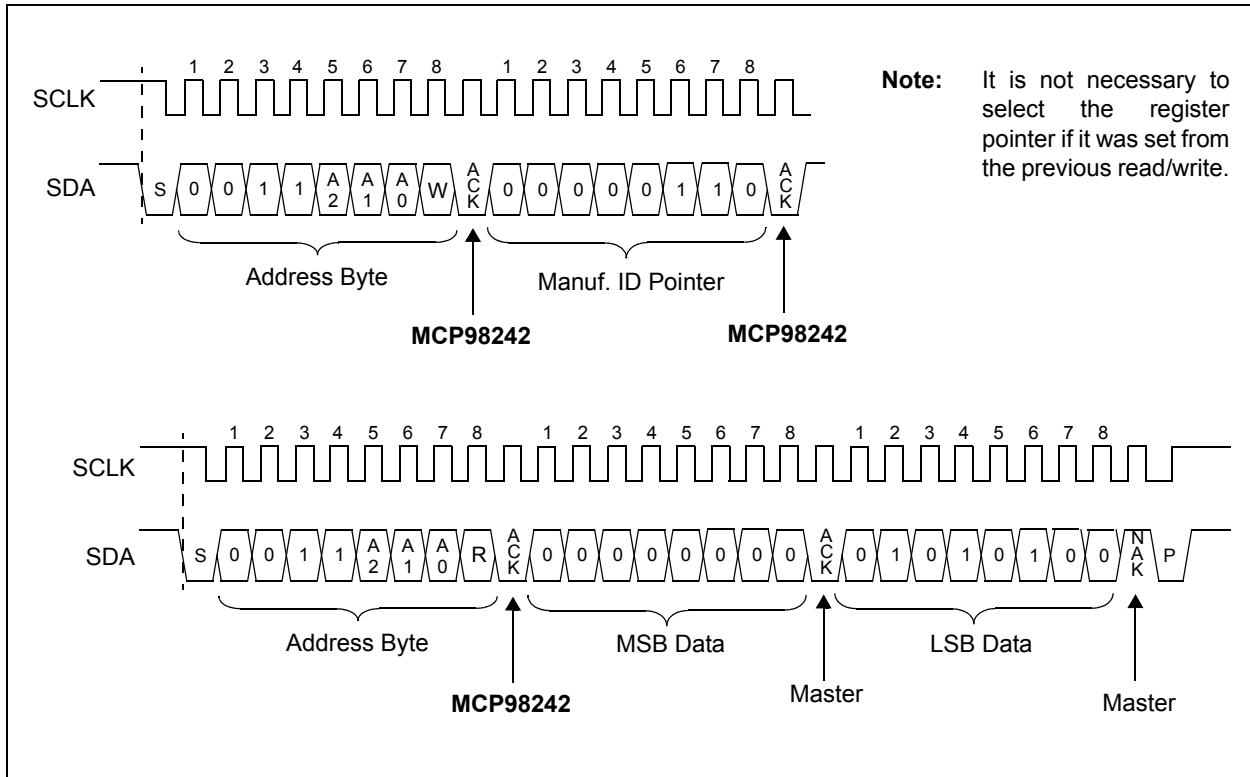 1 2 3 4 5 6 7 8 1 2 3 4 5 6 7 8
SCLK
SDA
S 0 0 1 1 A2 A1 A0 W ACK 0 0 0 0 0 1 1 0 ACK
Address Byte
Manuf. ID Pointer
MCP98242
MCP98242
Note: It is not necessary to
select the register
pointer if it was set from
the previous read/write.
1 2 3 4 5 6 7 8 1 2 3 4 5 6 7 8 1 2 3 4 5 6 7 8
SCLK
SDA
S 0 0 1 1 A2 A1 A0 R ACK 0 0 0 0 0 0 0 0 ACK 0 1 0 1 0 1 0 0 NAK P
Address Byte
MSB Data
LSB Data
MCP98242
Master
Master